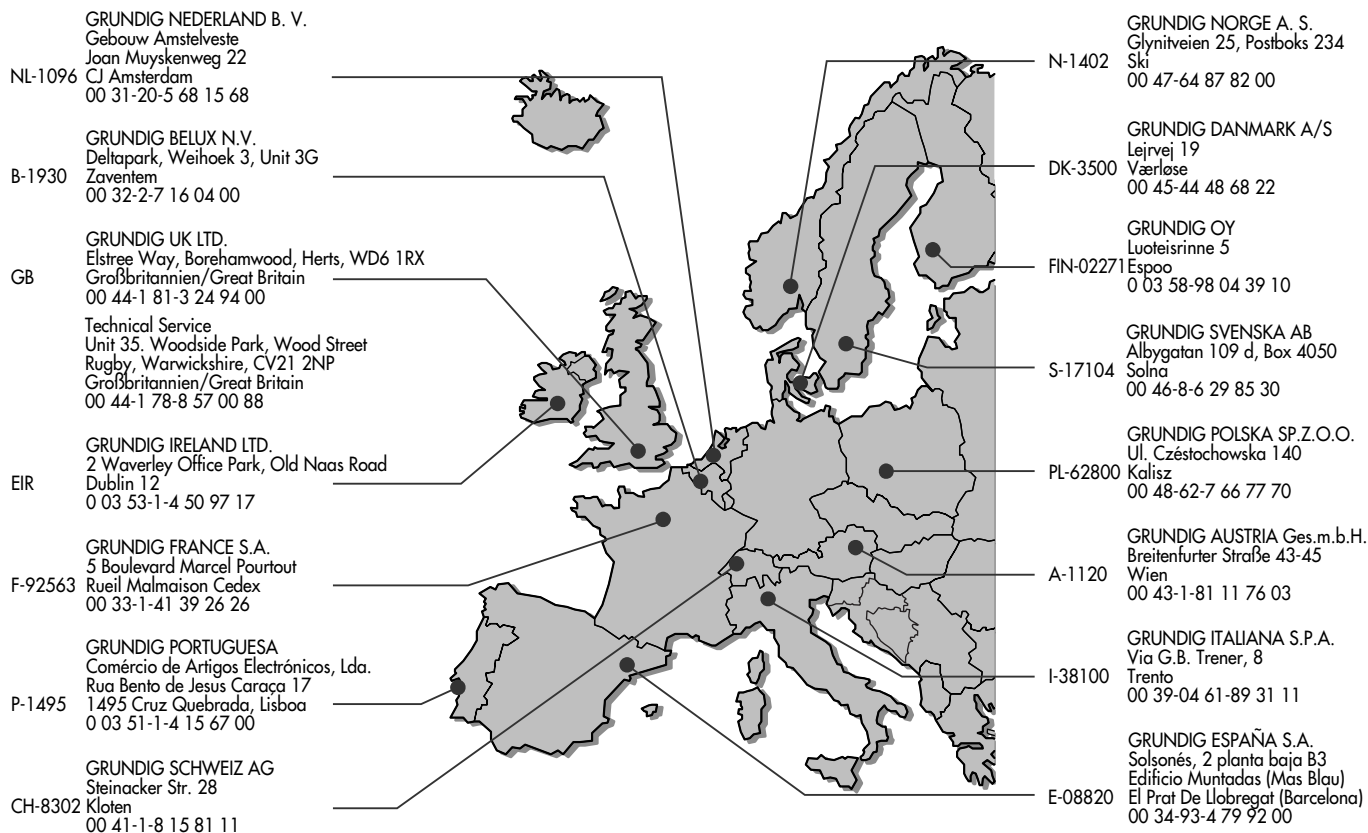 GRUNDIG NEDERLAND B. V.
Gebouw Amstelveste
Joan Muyskenweg 22
NL-1096 CJ Amsterdam
00 31-20-5 68 15 68
GRUNDIG BELUX N.V.
Deltapark, Weihoek 3, Unit 3G
B-1930 Zaventem
00 32-2-7 16 04 00
GRUNDIG UK LTD.
Elstree Way, Borehamwood, Herts, WD6 1RX
GB Großbritannien/Great Britain
00 44-1 81-3 24 94 00
Technical Service
Unit 35. Woodside Park, Wood Street
Rugby, Warwickshire, CV21 2NP
Großbritannien/Great Britain
00 44-1 78-8 57 00 88
GRUNDIG IRELAND LTD.
2 Waverley Office Park, Old Naas Road
EIR Dublin 12
0 03 53-1-4 50 97 17
GRUNDIG FRANCE S.A.
5 Boulevard Marcel Pourtout
F-92563 Rueil Malmaison Cedex
00 33-1-41 39 26 26
GRUNDIG PORTUGUESA
Comércio de Artigos Electrónicos, Lda.
Rua Bento de Jesus Caraça 17
P-1495 1495 Cruz Quebrada, Lisboa
0 03 51-1-4 15 67 00
GRUNDIG SCHWEIZ AG
Steinacker Str. 28
CH-8302 Kloten
00 41-1-8 15 81 11
GRUNDIG NORGE A. S.
Glynitveien 25, Postboks 234
N-1402 Ski
00 47-64 87 82 00
GRUNDIG DANMARK A/S
Lejrvej 19
DK-3500 Værløse
00 45-44 48 68 22
GRUNDIG OY
Luoteisrinne 5
FIN-02271 Espoo
0 03 58-98 04 39 10
GRUNDIG SVENSKA AB
Albygatan 109 d, Box 4050
S-17104 Solna
00 46-8-6 29 85 30
GRUNDIG POLSKA SP.Z.O.O.
Ul. Czéstochowska 140
PL-62800 Kalisz
00 48-62-7 66 77 70
GRUNDIG AUSTRIA Ges.m.b.H.
Breitenfurter Straße 43-45
A-1120 Wien
00 43-1-81 11 76 03
GRUNDIG ITALIANA S.P.A.
Via G.B. Trener, 8
I-38100 Trento
00 39-04 61-89 31 11
GRUNDIG ESPAÑA S.A.
Solsonés, 2 planta baja B3
Edificio Muntadas (Mas Blau)
E-08820 El Prat De Llobregat (Barcelona)
00 34-93-4 79 92 00